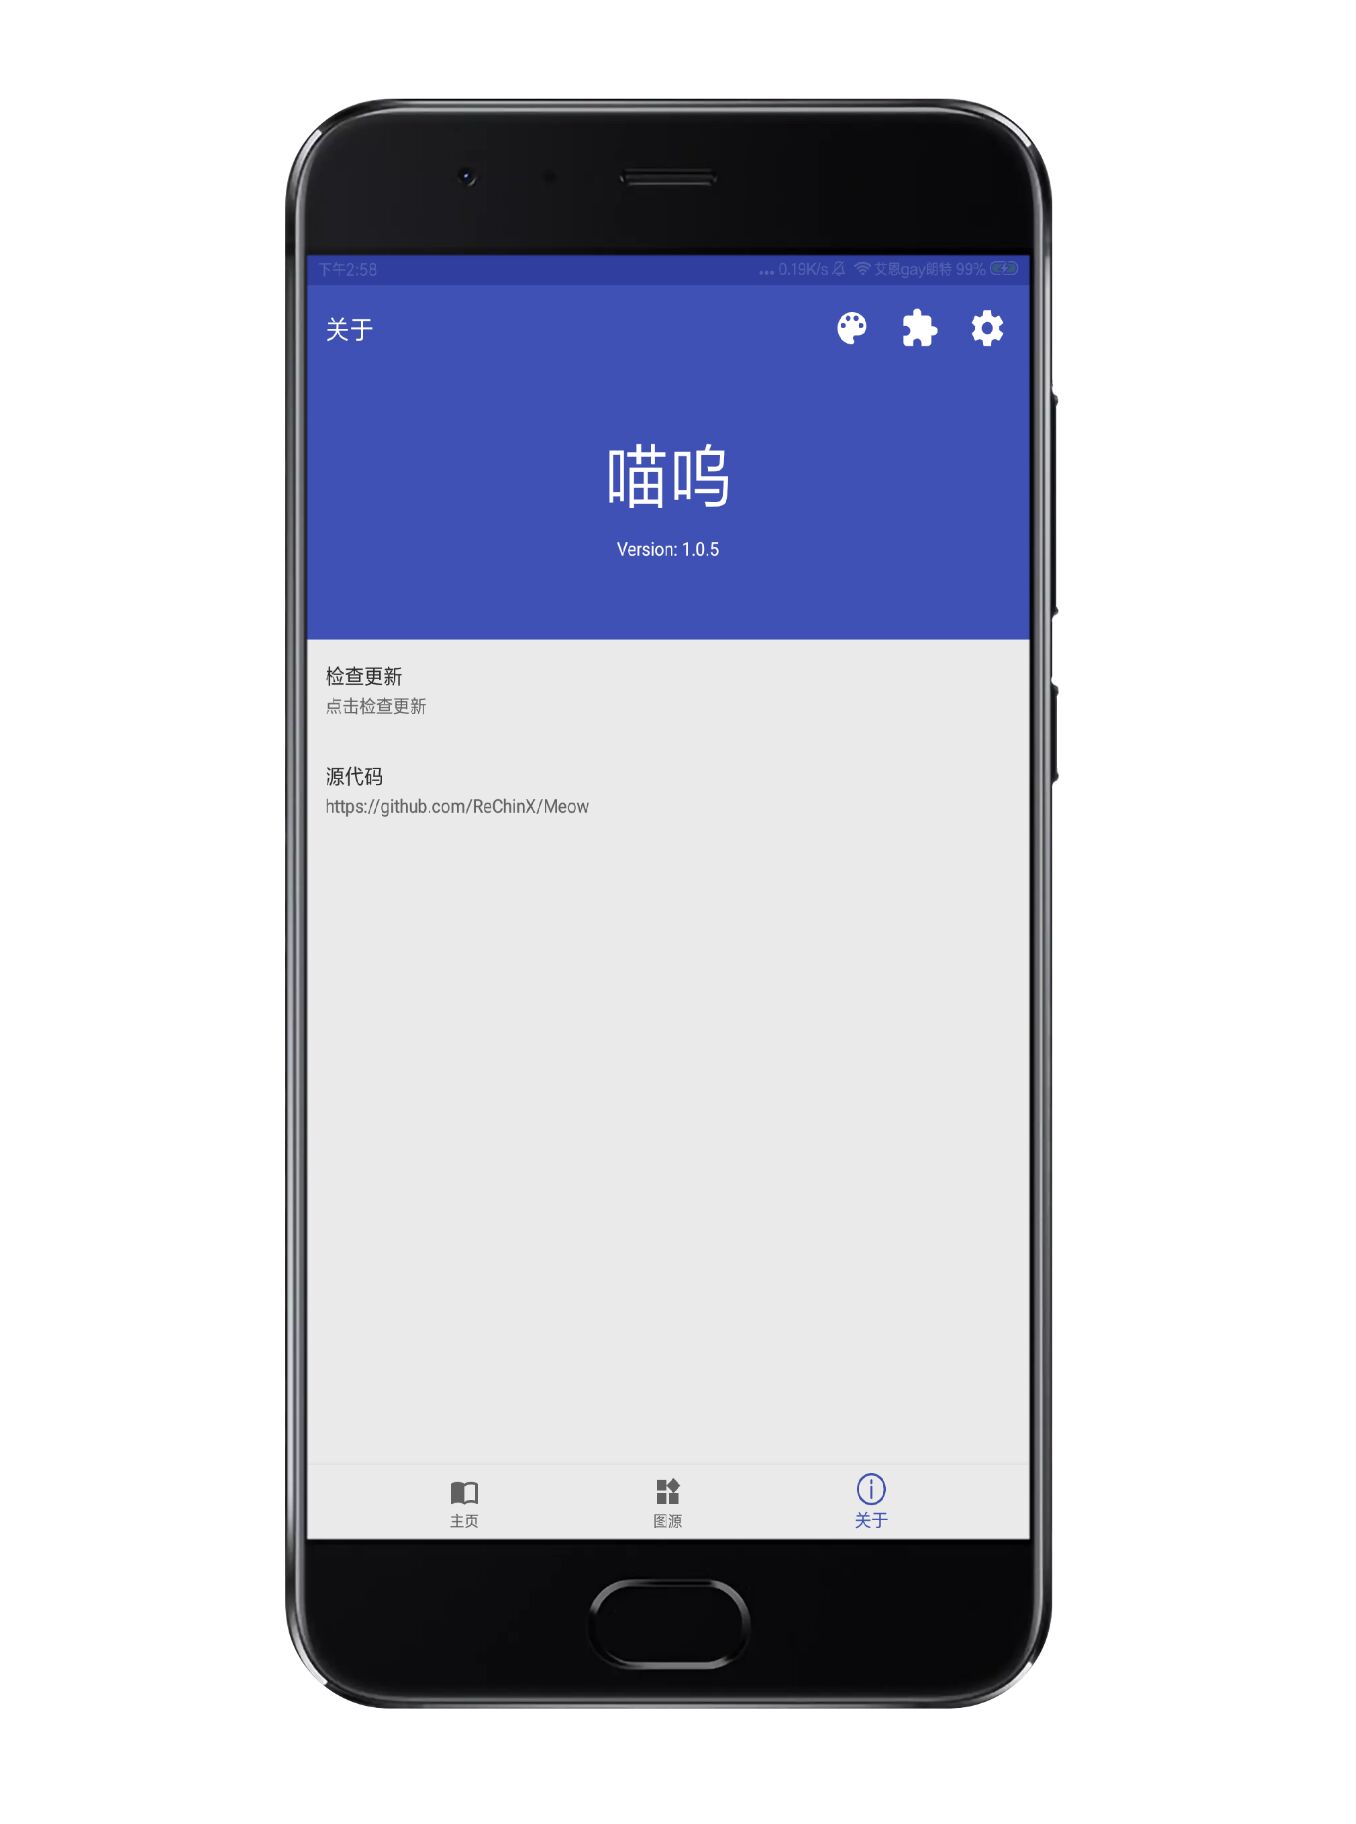 下午2:58
... 0.19K/s 艾恩gay朗特 99%
关于
喵呜
Version: 1.0.5
检查更新
点击检查更新
源代码
https://github.com/ReChinX/Meow
主页
图源
关于